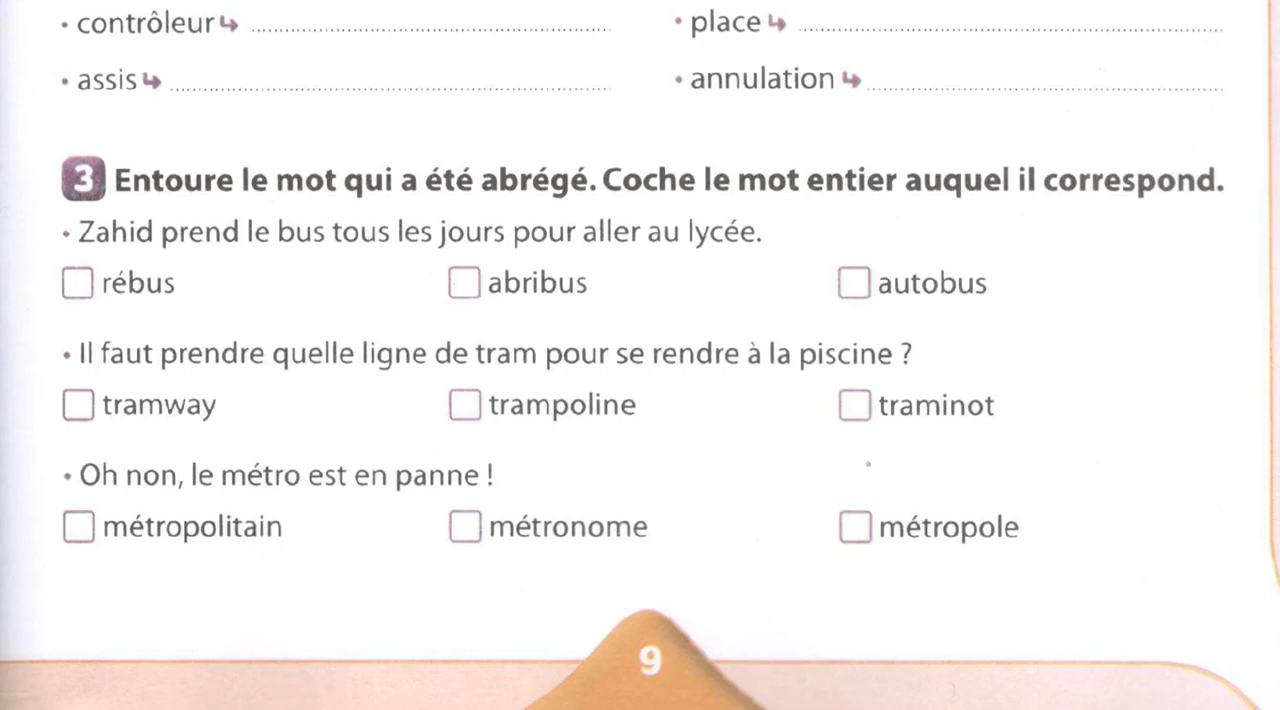 • contrôleur ↳ ........ • place ↳ ........
• assis ↳ ........ • annulation ↳ ........
3 Entoure le mot qui a été abrégé. Coche le mot entier auquel il correspond.
• Zahid prend le bus tous les jours pour aller au lycée.
☐ rébus ☐ abribus ☐ autobus
• Il faut prendre quelle ligne de tram pour se rendre à la piscine ?
☐ tramway ☐ trampoline ☐ traminot
• Oh non, le métro est en panne !
☐ métropolitain ☐ métronome ☐ métropole
9